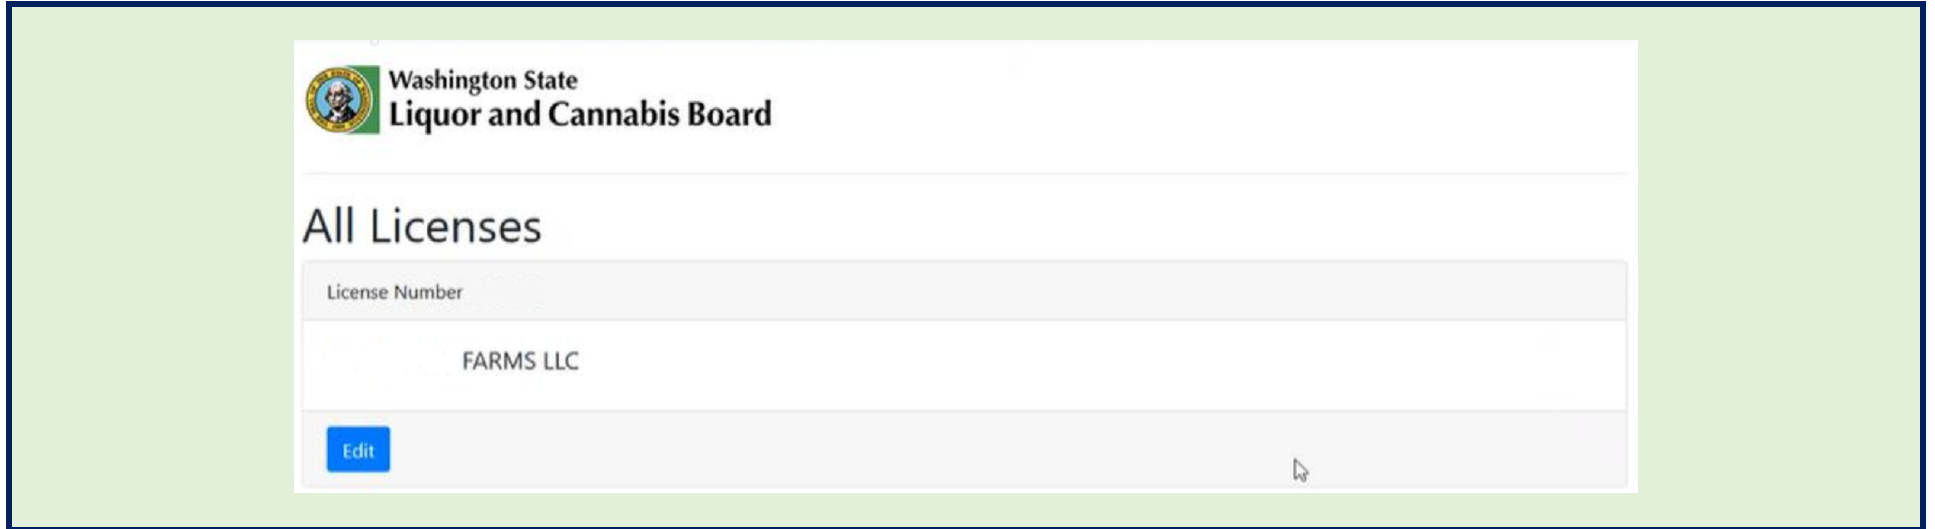 Washington State
Liquor and Cannabis Board
All Licenses
License Number
FARMS LLC
Edit